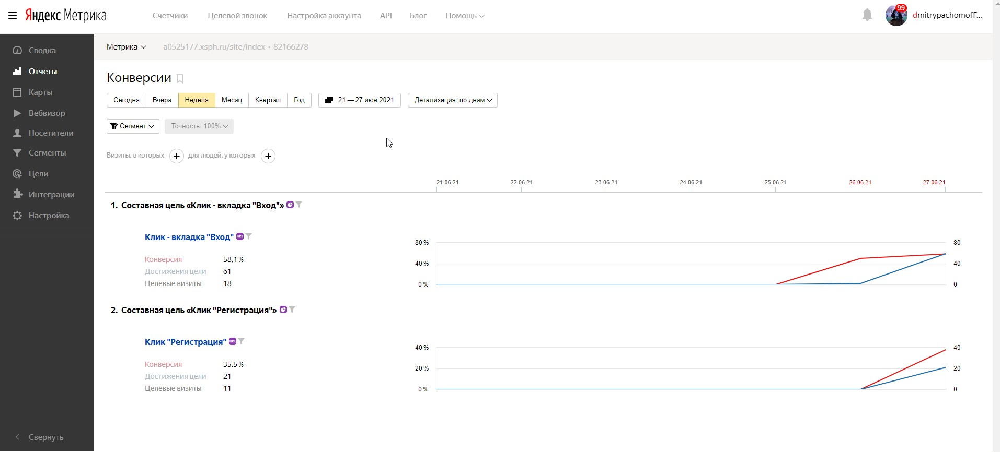 Яндекс Метрика
Счетчики Целевой звонок Настройка аккаунта API Блог Помощь
99
dmitrypachomofF...
Сводка
Отчеты
Карты
Вебвизор
Посетители
Сегменты
Цели
Интеграции
Настройка
Свернуть
Метрика a0525177.xsph.ru/site/index • 82166278
Конверсии
Сегодня Вчера Неделя Месяц Квартал Год 21 — 27 июн 2021 Детализация: по дням
Сегмент Точность: 100%
Визиты, в которых + для людей, у которых +
21.06.21 22.06.21 23.06.21 24.06.21 25.06.21 26.06.21 27.06.21
1. Составная цель «Клик - вкладка "Вход"»
Клик - вкладка "Вход" URL
Конверсия 58,1 %
Достижения цели 61
Целевые визиты 18
80 % 80
40 % 40
0 % 0
2. Составная цель «Клик "Регистрация"»
Клик "Регистрация" URL
Конверсия 35,5 %
Достижения цели 21
Целевые визиты 11
40 % 40
20 % 20
0 % 0